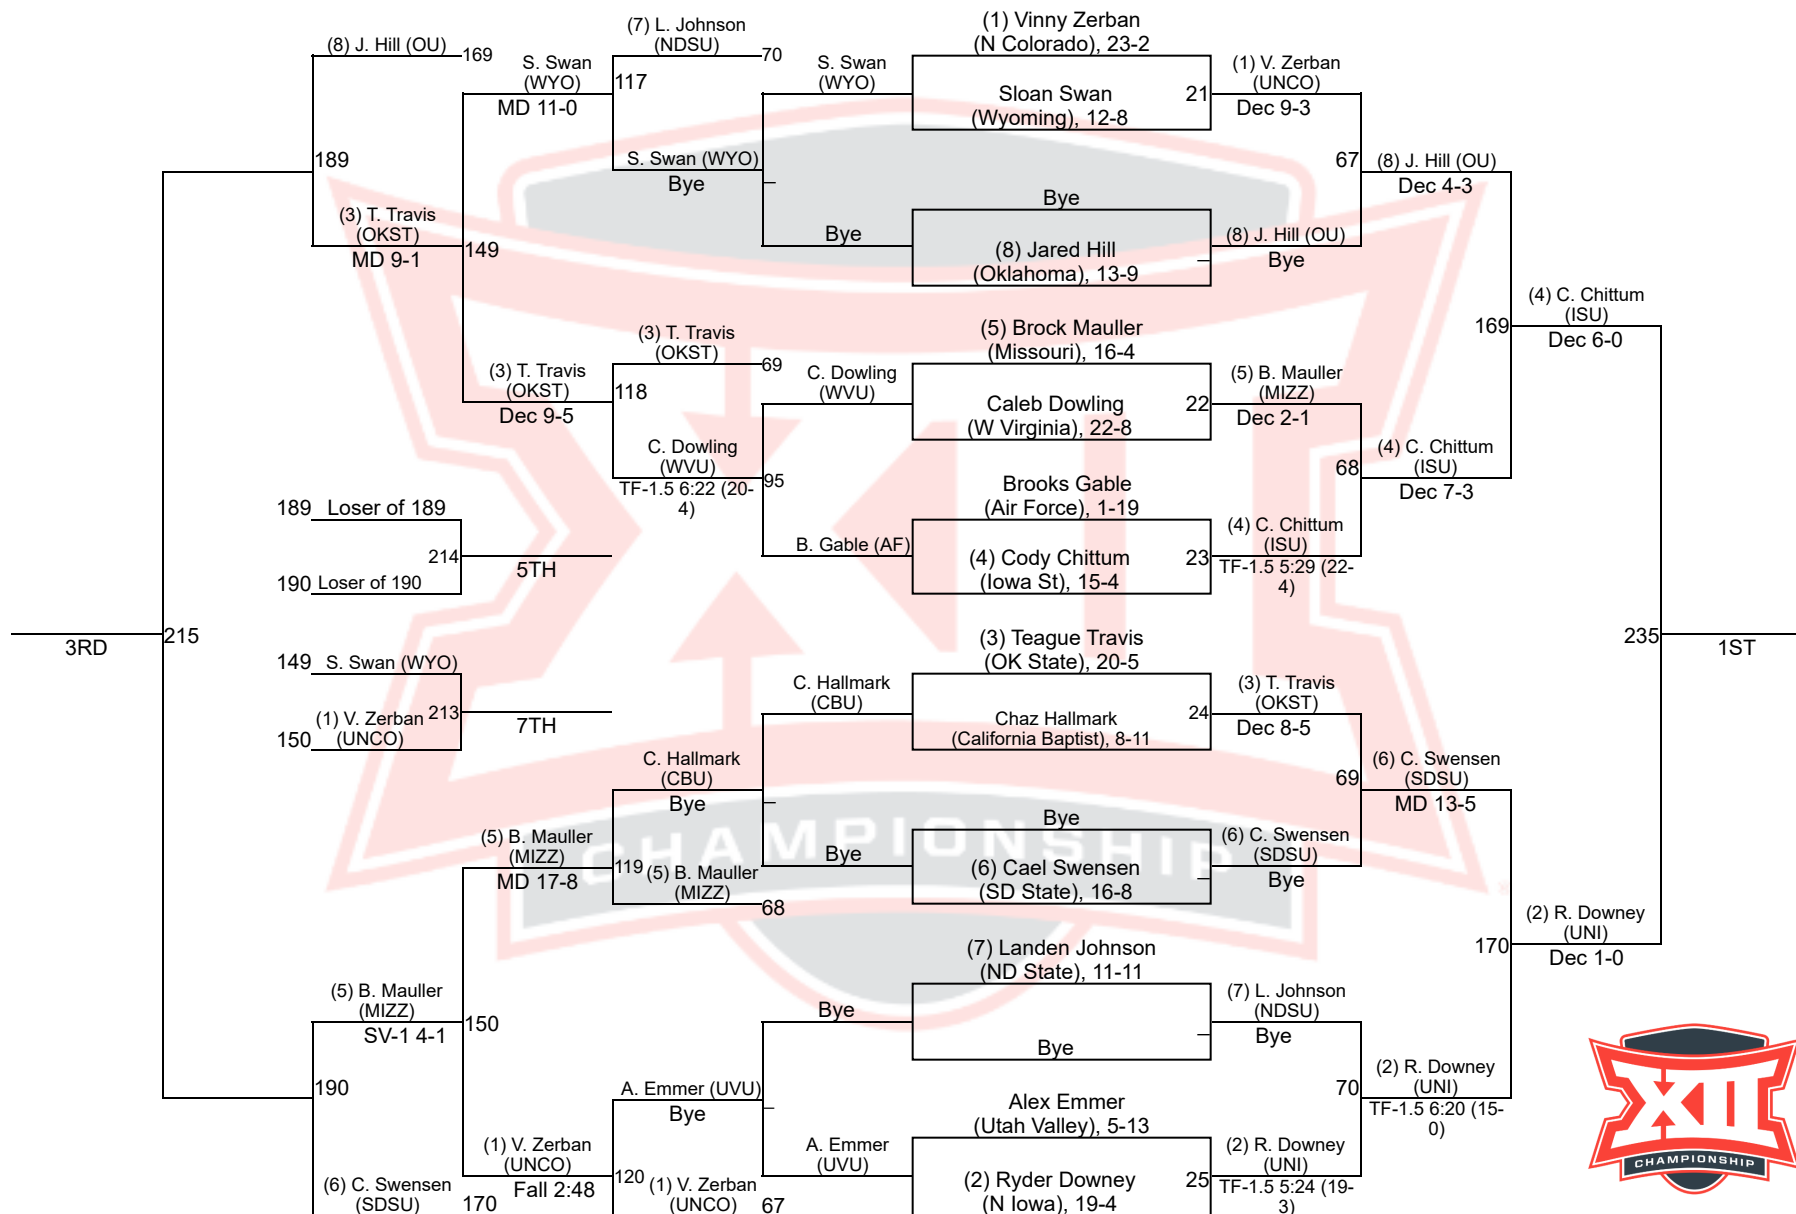 (8) J. Hill (OU)
169
S. Swan
(WYO)
MD 11-0
(7) L. Johnson
(NDSU)
70
117
S. Swan
(WYO)
S. Swan (WYO)
Bye
–
Bye
189
(3) T. Travis
(OKST)
MD 9-1
149
(3) T. Travis
(OKST)
69
(3) T. Travis
(OKST)
Dec 9-5
118
C. Dowling
(WVU)
C. Dowling
(WVU)
TF-1.5 6:22 (20-
4)
95
B. Gable (AF)
189 Loser of 189
214
5TH
190 Loser of 190
3RD
215
149 S. Swan (WYO)
(1) V. Zerban
(UNCO)
150
213
7TH
C. Hallmark
(CBU)
C. Hallmark
(CBU)
Bye
–
Bye
(5) B. Mauller
(MIZZ)
MD 17-8
119
(5) B. Mauller
(MIZZ)
68
(5) B. Mauller
(MIZZ)
SV-1 4-1
150
190
Bye
A. Emmer (UVU)
Bye
–
A. Emmer
(UVU)
(1) V. Zerban
(UNCO)
Fall 2:48
120
(1) V. Zerban
(UNCO)
67
(6) C. Swensen
(SDSU)
170
(1) Vinny Zerban
(N Colorado), 23-2
Sloan Swan
(Wyoming), 12-8
21
(1) V. Zerban
(UNCO)
Dec 9-3
Bye
(8) Jared Hill
(Oklahoma), 13-9
–
(8) J. Hill (OU)
Bye
67
(8) J. Hill (OU)
Dec 4-3
(5) Brock Mauller
(Missouri), 16-4
Caleb Dowling
(W Virginia), 22-8
22
(5) B. Mauller
(MIZZ)
Dec 2-1
Brooks Gable
(Air Force), 1-19
(4) Cody Chittum
(Iowa St), 15-4
23
(4) C. Chittum
(ISU)
TF-1.5 5:29 (22-
4)
68
(4) C. Chittum
(ISU)
Dec 7-3
169
(4) C. Chittum
(ISU)
Dec 6-0
(3) Teague Travis
(OK State), 20-5
Chaz Hallmark
(California Baptist), 8-11
24
(3) T. Travis
(OKST)
Dec 8-5
Bye
(6) Cael Swensen
(SD State), 16-8
–
(6) C. Swensen
(SDSU)
Bye
69
(6) C. Swensen
(SDSU)
MD 13-5
(7) Landen Johnson
(ND State), 11-11
Bye
–
(7) L. Johnson
(NDSU)
Bye
Alex Emmer
(Utah Valley), 5-13
(2) Ryder Downey
(N Iowa), 19-4
25
(2) R. Downey
(UNI)
TF-1.5 5:24 (19-
3)
70
(2) R. Downey
(UNI)
TF-1.5 6:20 (15-
0)
170
(2) R. Downey
(UNI)
Dec 1-0
235
1ST
XII
CHAMPIONSHIP
XII
CHAMPIONSHIP